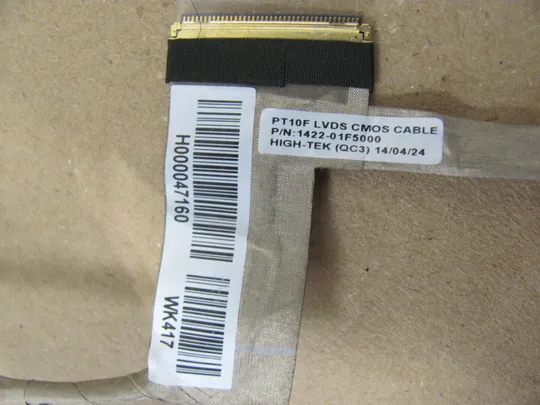 PT10F LVDS CMOS CABLE
P/N:1422-01F5000
HIGH-TEK (QC3) 14/04/24
H000047160
WK417